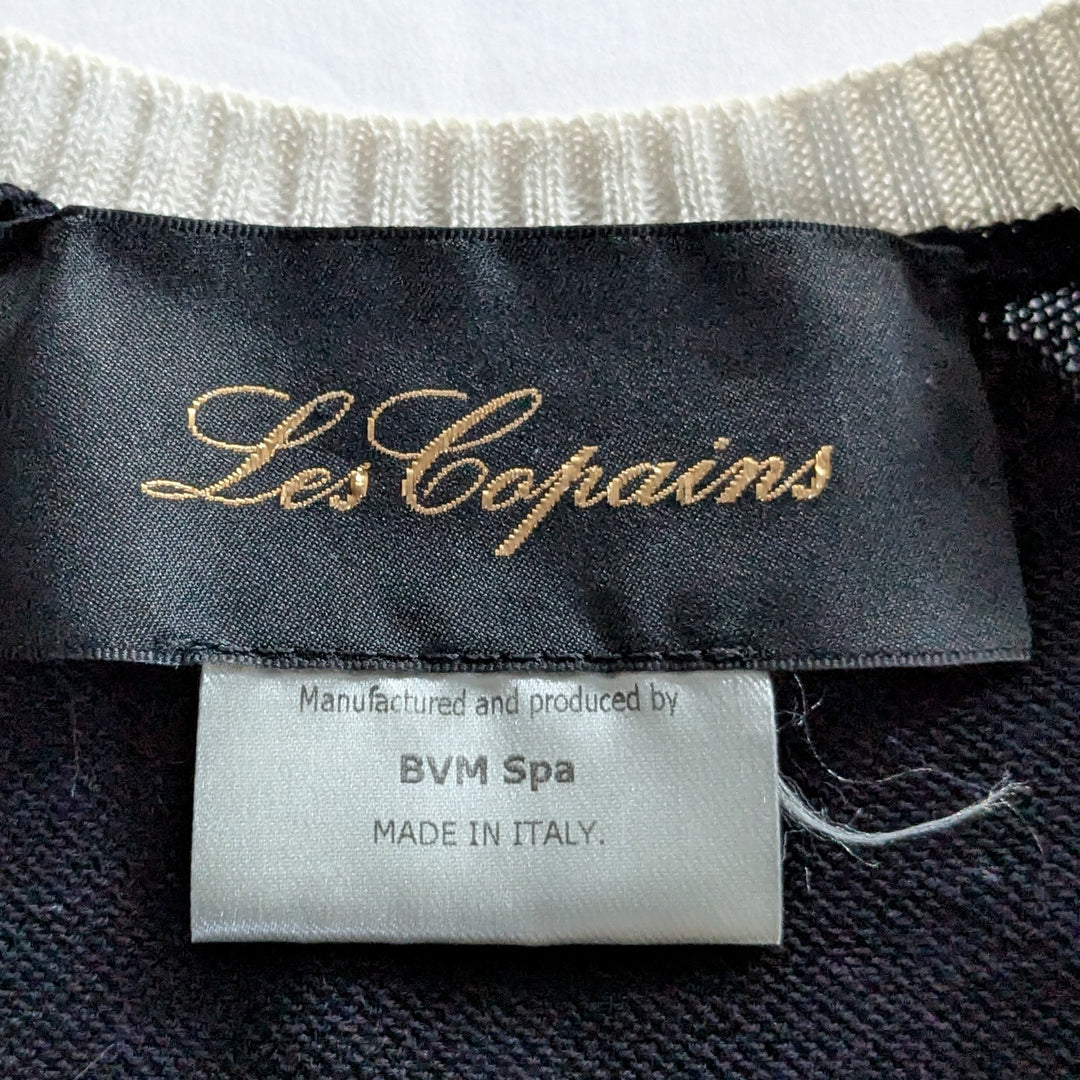 Les Copains
Manufactured and produced by
BVM Spa
MADE IN ITALY.